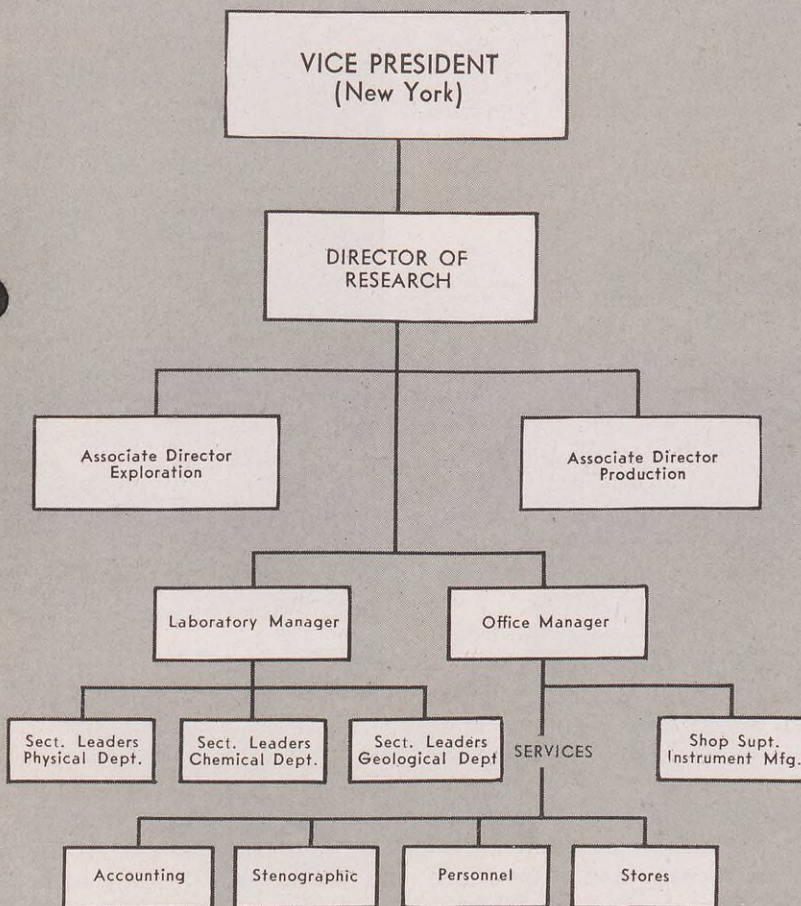 VICE PRESIDENT
(New York)
DIRECTOR OF
RESEARCH
Associate Director
Exploration
Associate Director
Production
Laboratory Manager
Office Manager
Sect. Leaders
Physical Dept.
Sect. Leaders
Chemical Dept.
Sect. Leaders
Geological Dept
SERVICES
Shop Supt.
Instrument Mfg.
Accounting
Stenographic
Personnel
Stores